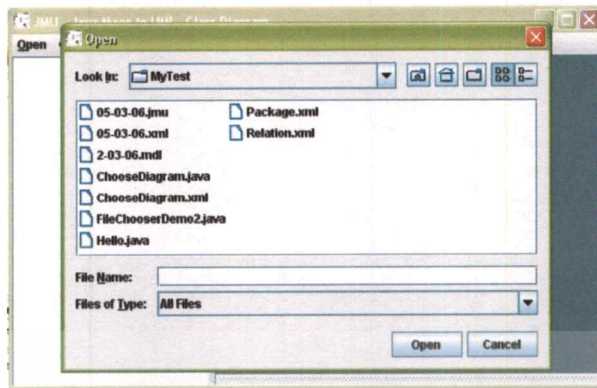 JMU - Java Maps to UML - Class Diagram
Open
Open
Look In: MyTest
05-03-06.jmu
05-03-06.xml
2-03-06.mdl
ChooseDiagram.java
ChooseDiagram.xml
FileChooserDemo2.java
Hello.java
Package.xml
Relation.xml
File Name:
Files of Type: All Files
Open Cancel